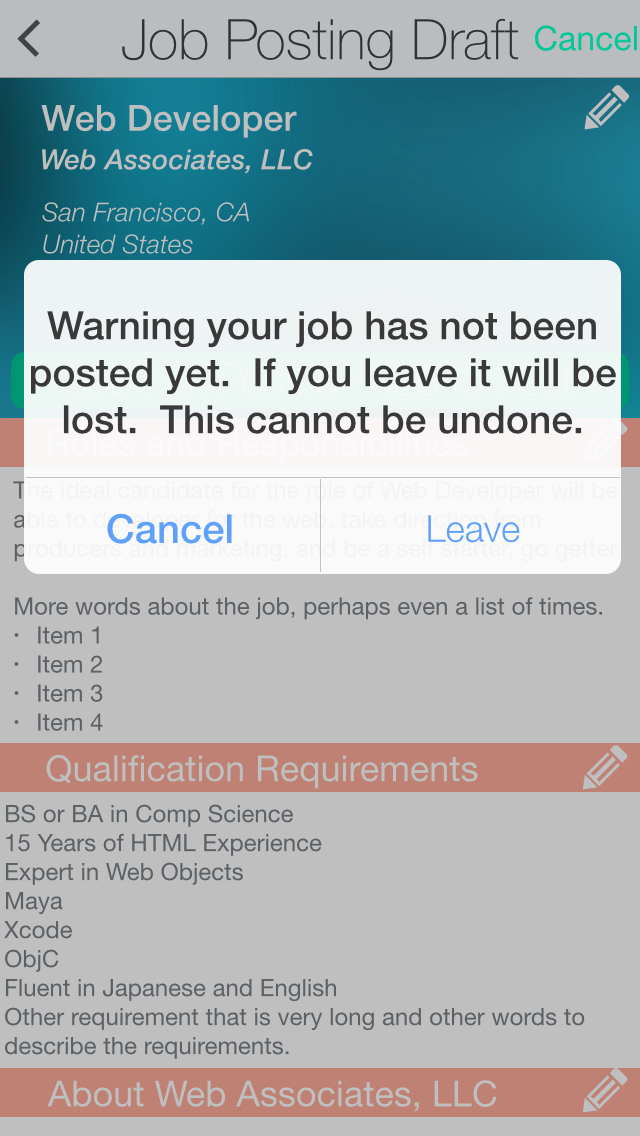 Job Posting Draft Cancel
Web Developer
Web Associates, LLC
San Francisco, CA
United States
Warning your job has not been
posted yet.  If you leave it will be
lost.  This cannot be undone.
Roles and Responsibilities
The ideal candidate for the role of Web Developer will be
able to developer for the web, take direction from
producers and marketing, and be a self starter, go getter.
Cancel Leave
More words about the job, perhaps even a list of times.
· Item 1
· Item 2
· Item 3
· Item 4
Qualification Requirements
BS or BA in Comp Science
15 Years of HTML Experience
Expert in Web Objects
Maya
Xcode
ObjC
Fluent in Japanese and English
Other requirement that is very long and other words to
describe the requirements.
About Web Associates, LLC